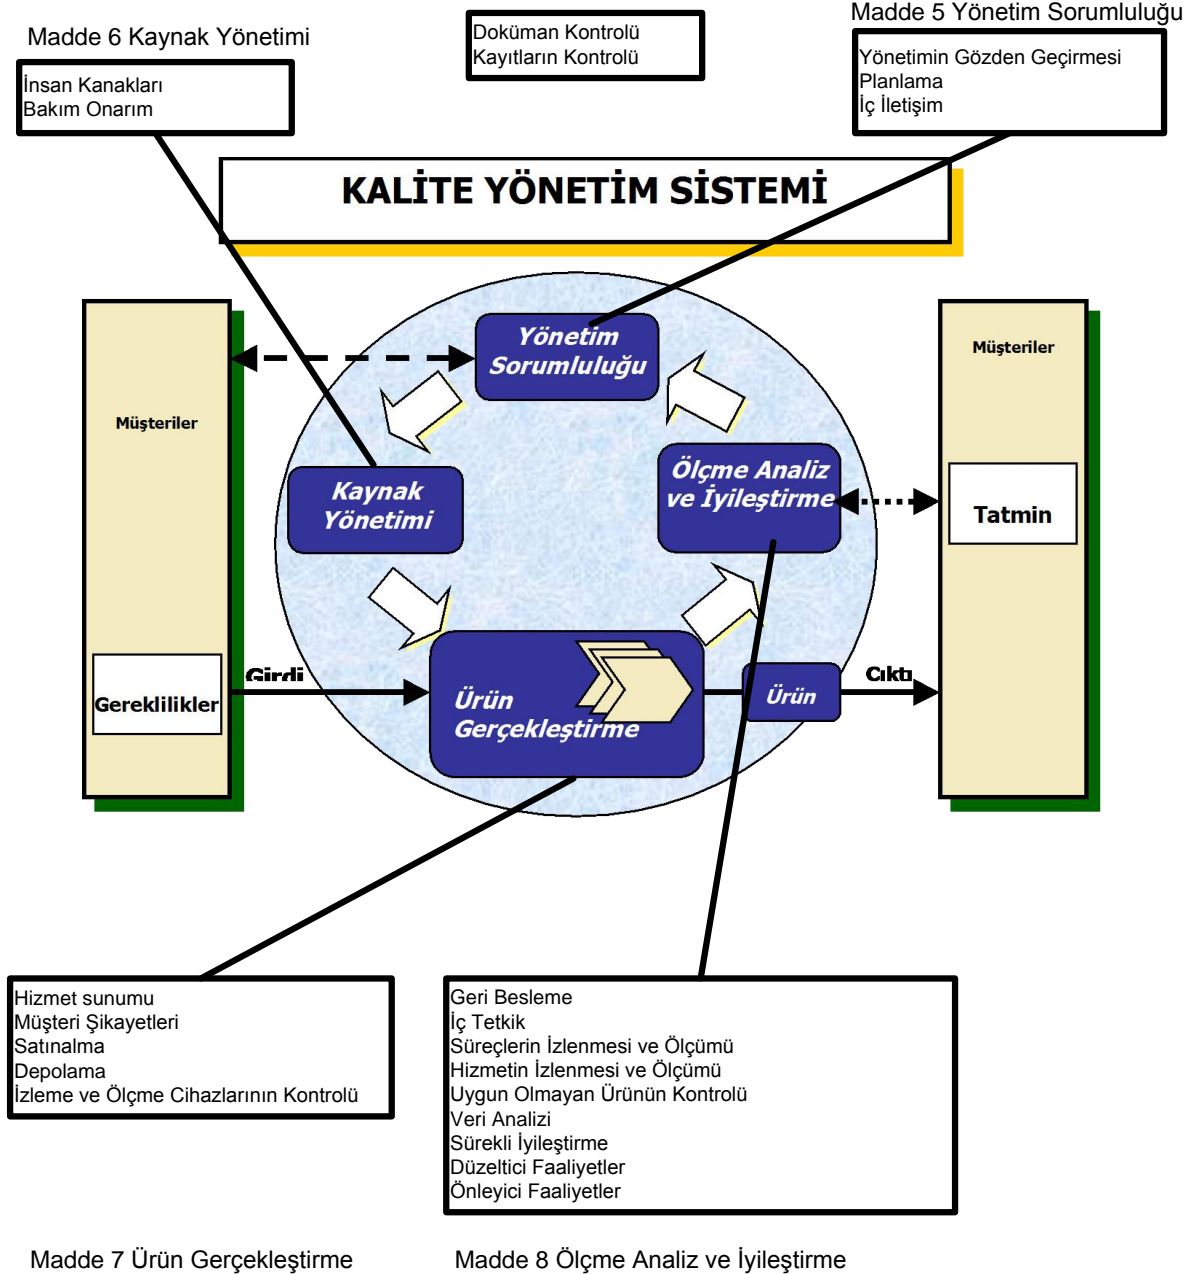 Madde 5 Yönetim Sorumluluğu
Madde 6 Kaynak Yönetimi
Doküman Kontrolü
Kayıtların Kontrolü
Yönetimin Gözden Geçirmesi
Planlama
İç İletişim
İnsan Kanakları
Bakım Onarım
KALİTE YÖNETİM SİSTEMİ
Yönetim
Sorumluluğu
Müşteriler
Müşteriler
Ölçme Analiz
ve İyileştirme
Kaynak
Yönetimi
Tatmin
Girdi
Gereklilikler
Ürün
Gerçekleştirme
Ürün
Cıktı
Hizmet sunumu
Müşteri Şikayetleri
Satınalma
Depolama
İzleme ve Ölçme Cihazlarının Kontrolü
Geri Besleme
İç Tetkik
Süreçlerin İzlenmesi ve Ölçümü
Hizmetin İzlenmesi ve Ölçümü
Uygun Olmayan Ürünün Kontrolü
Veri Analizi
Sürekli İyileştirme
Düzeltici Faaliyetler
Önleyici Faaliyetler
Madde 7 Ürün Gerçekleştirme
Madde 8 Ölçme Analiz ve İyileştirme